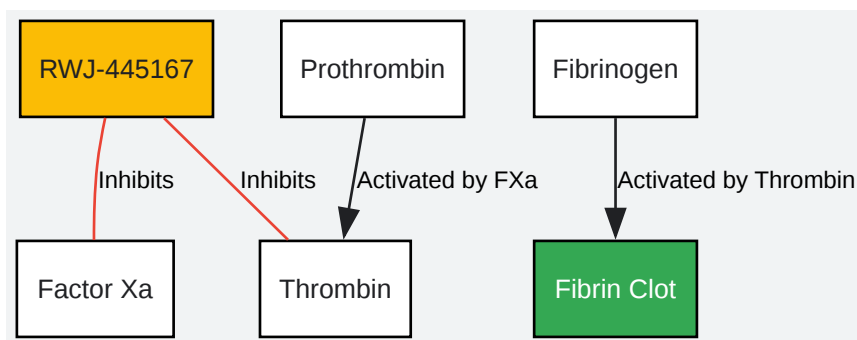 RWJ-445167
Prothrombin
Fibrinogen
Inhibits
Inhibits
Activated by FXa
Activated by Thrombin
Factor Xa
Thrombin
Fibrin Clot